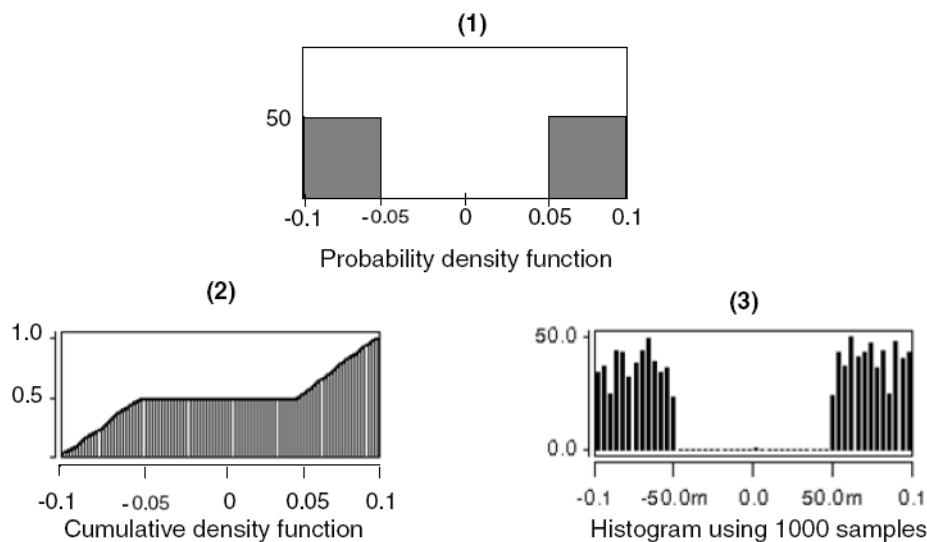 (1)
50
-0.1 -0.05 0 0.05 0.1
Probability density function
(2)
1.0
0.5
-0.1 -0.05 0 0.05 0.1
Cumulative density function
(3)
50.0
0.0
-0.1 -50.0m 0.0 50.0m 0.1
Histogram using 1000 samples